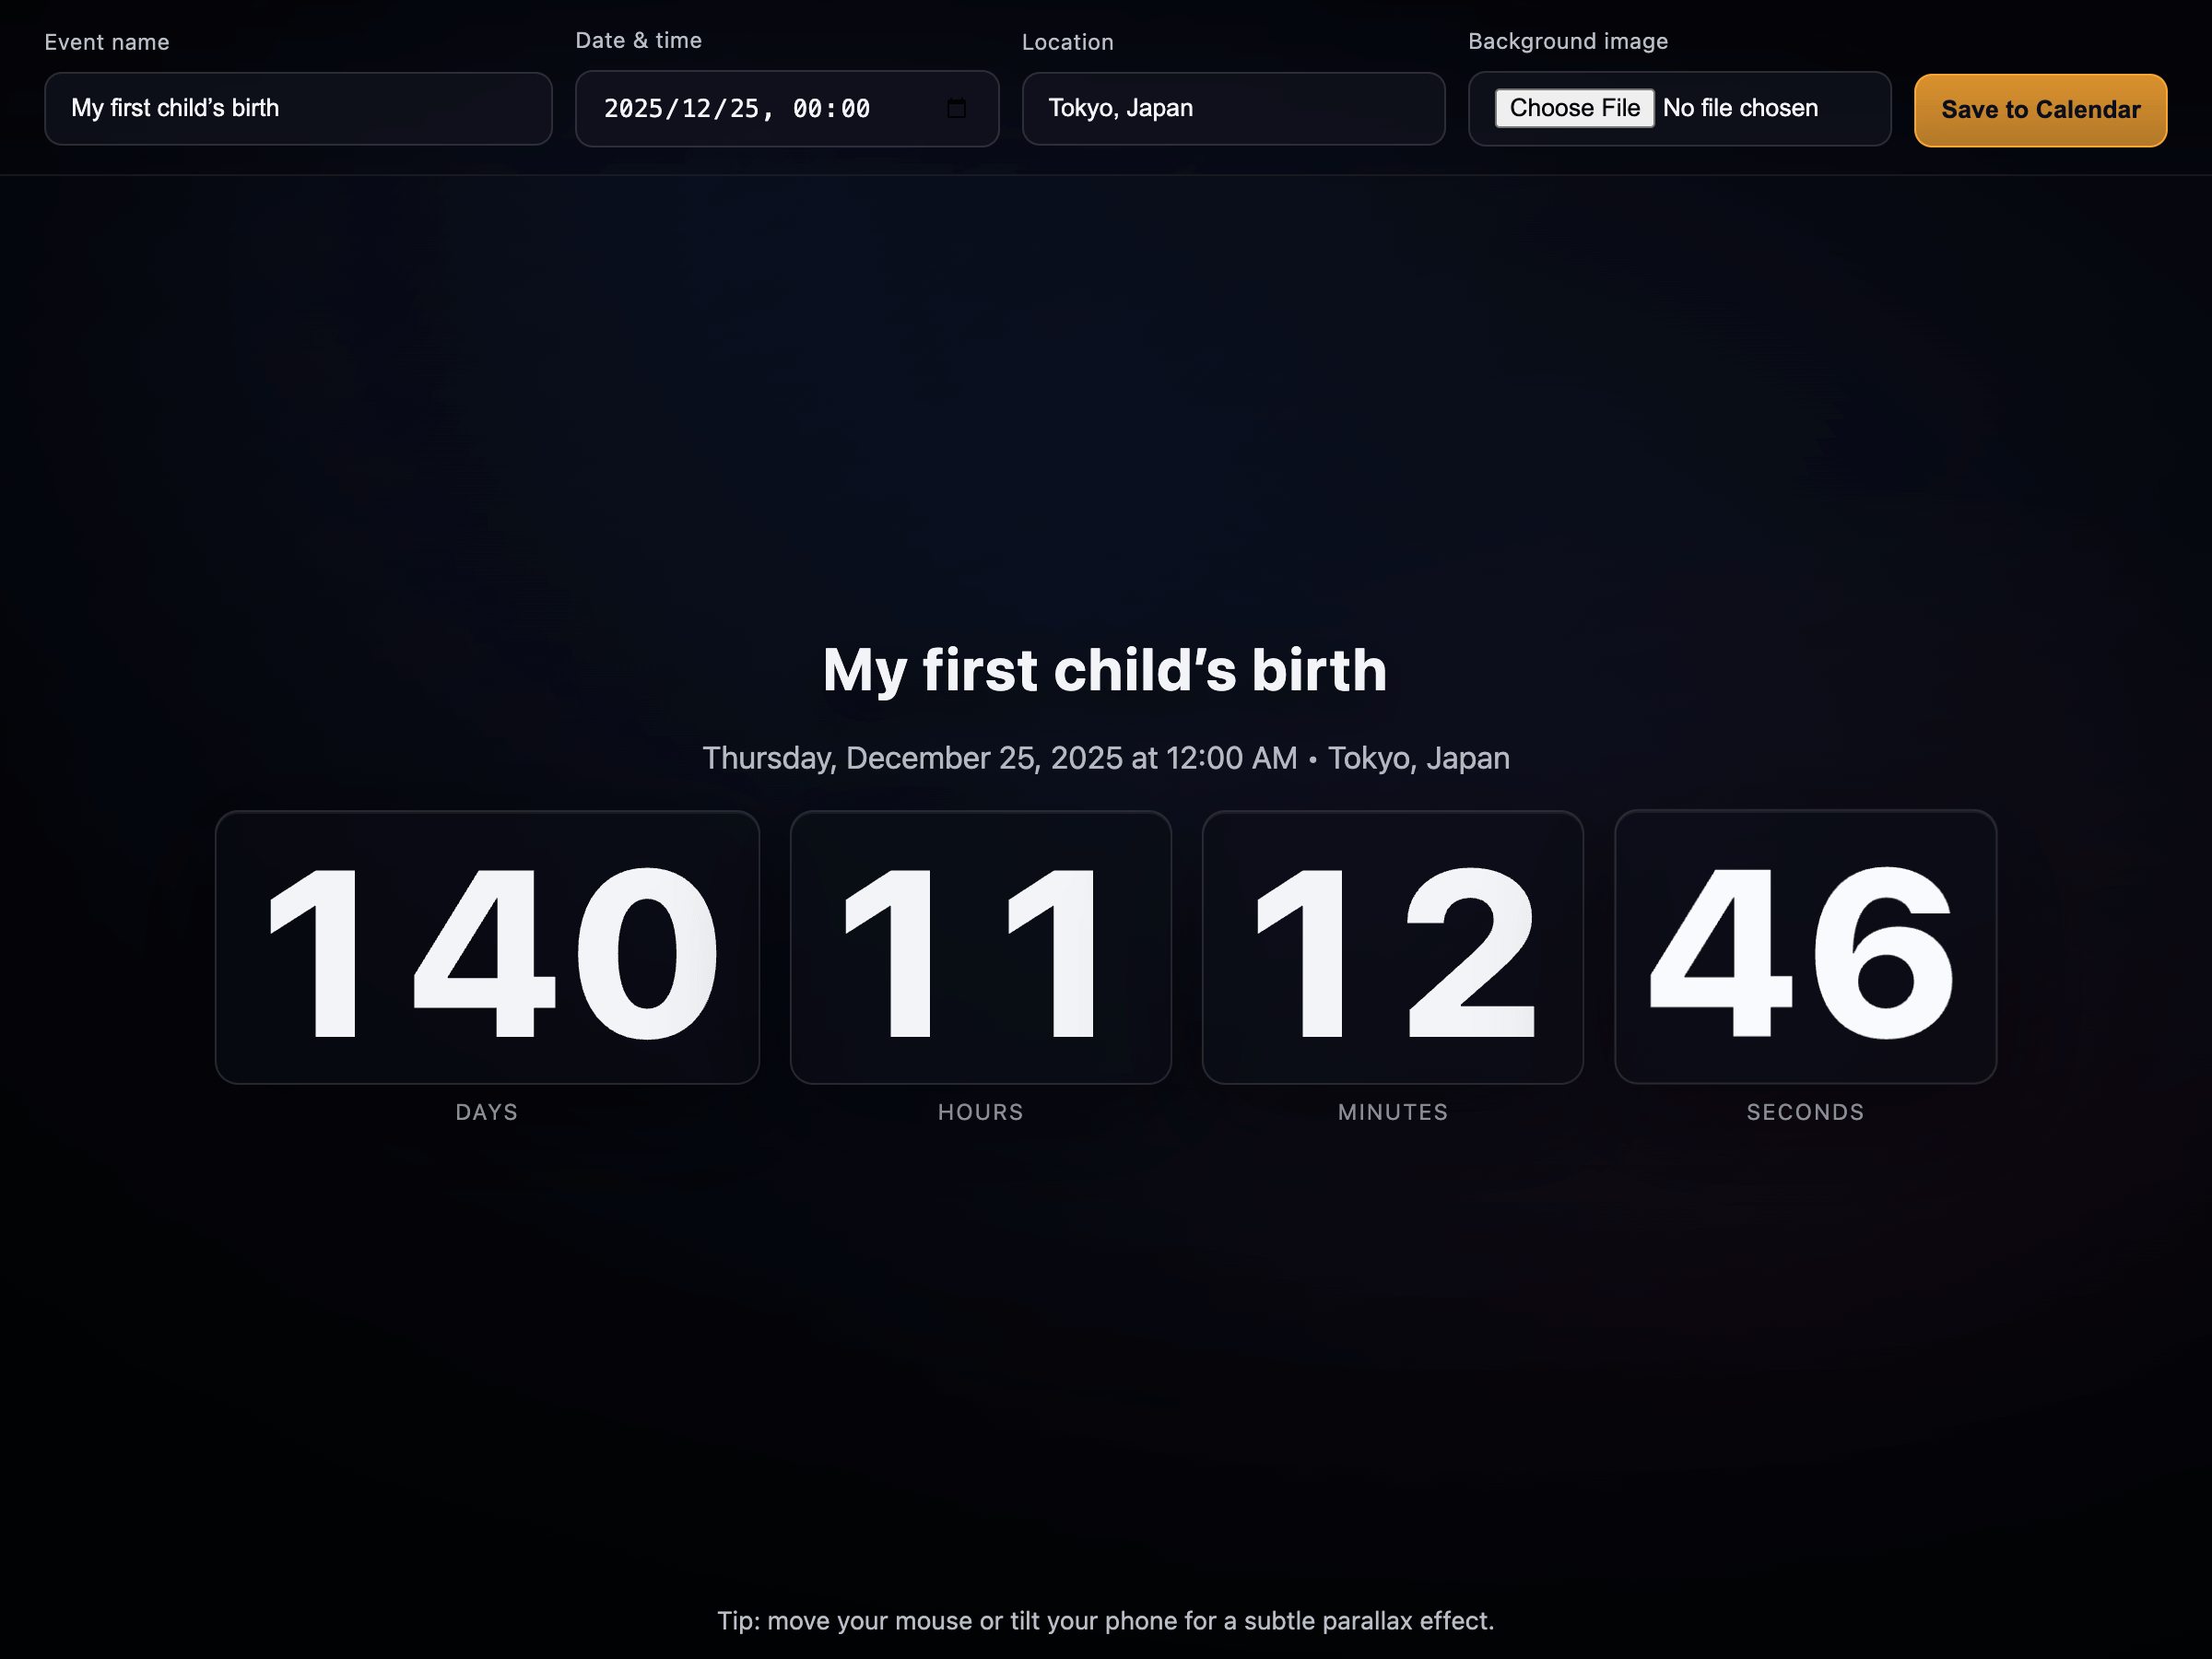 Event name
Date & time
Location
Background image
My first child’s birth
2025/12/25, 00:00
Tokyo, Japan
Choose File No file chosen
Save to Calendar
My first child’s birth
Thursday, December 25, 2025 at 12:00 AM • Tokyo, Japan
140
11
12
46
DAYS
HOURS
MINUTES
SECONDS
Tip: move your mouse or tilt your phone for a subtle parallax effect.